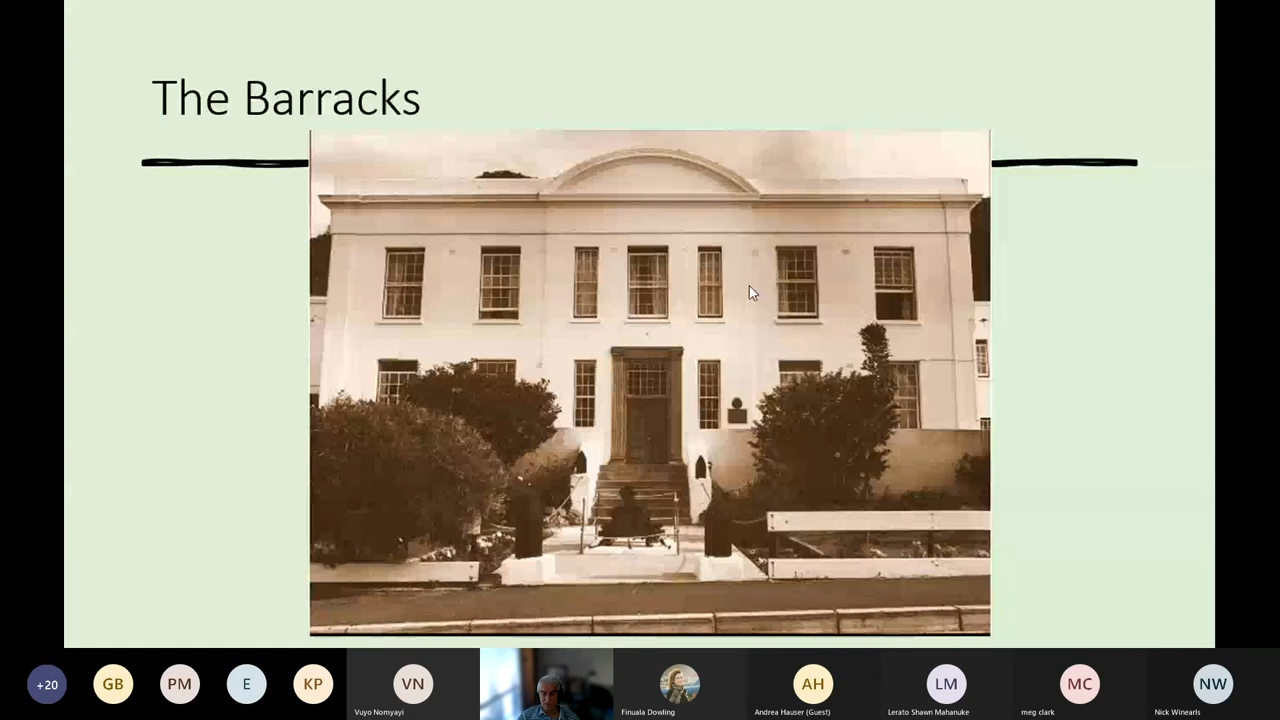 The Barracks
+20
GB
PM
E
KP
VN
AH
LM
MC
NW
Vuyo Nomyayi
Finuala Dowling
Andrea Hauser (Guest)
Lerato Shawn Mahanuke
meg clark
Nick Winearls